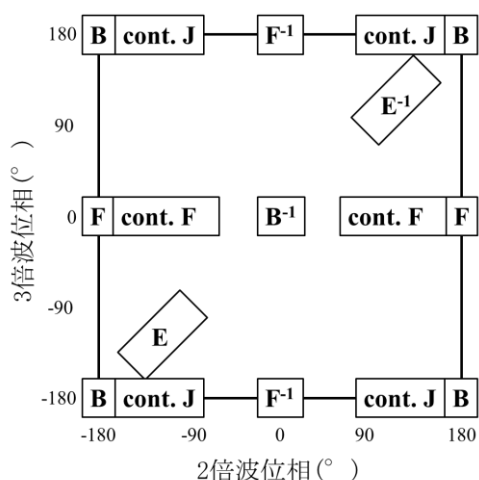 180 B cont. J F-1 cont. J B
E-1
90
0 F cont. F B-1 cont. F F
-90
E
-180 B cont. J F-1 cont. J B
-180 -90 0 90 180
2倍波位相(°)
3倍波位相(°)